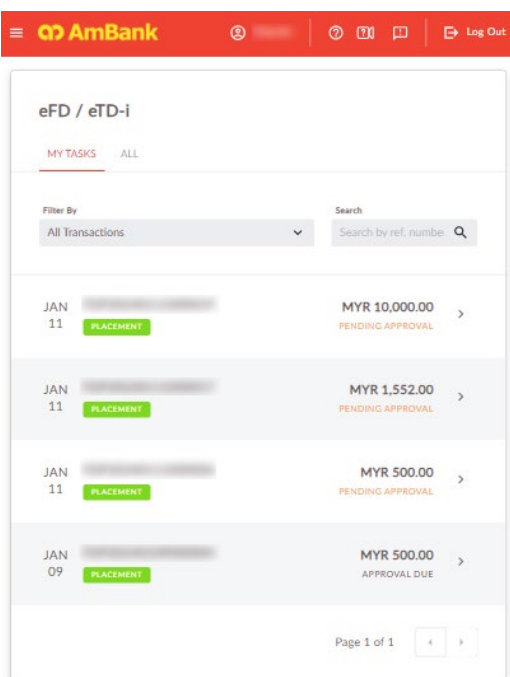 AmBank
Log Out
eFD / eTD-i
MY TASKS ALL
Filter By Search
All Transactions Search by ref. numbe
JAN MYR 10,000.00
11 PLACEMENT PENDING APPROVAL
JAN MYR 1,552.00
11 PLACEMENT PENDING APPROVAL
JAN MYR 500.00
11 PLACEMENT PENDING APPROVAL
JAN MYR 500.00
09 PLACEMENT APPROVAL DUE
Page 1 of 1